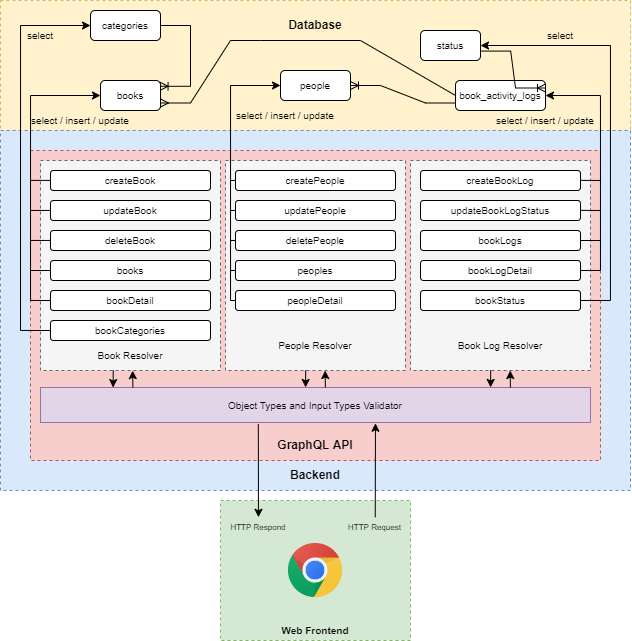 Database
categories
status
select
select
books
people
book_activity_logs
select / insert / update
select / insert / update
select / insert / update
createBook
createPeople
createBookLog
updateBook
updatePeople
updateBookLogStatus
deleteBook
deletePeople
bookLogs
books
peoples
bookLogDetail
bookDetail
peopleDetail
bookStatus
bookCategories
Book Resolver
People Resolver
Book Log Resolver
Object Types and Input Types Validator
GraphQL API
Backend
HTTP Respond
HTTP Request
Web Frontend